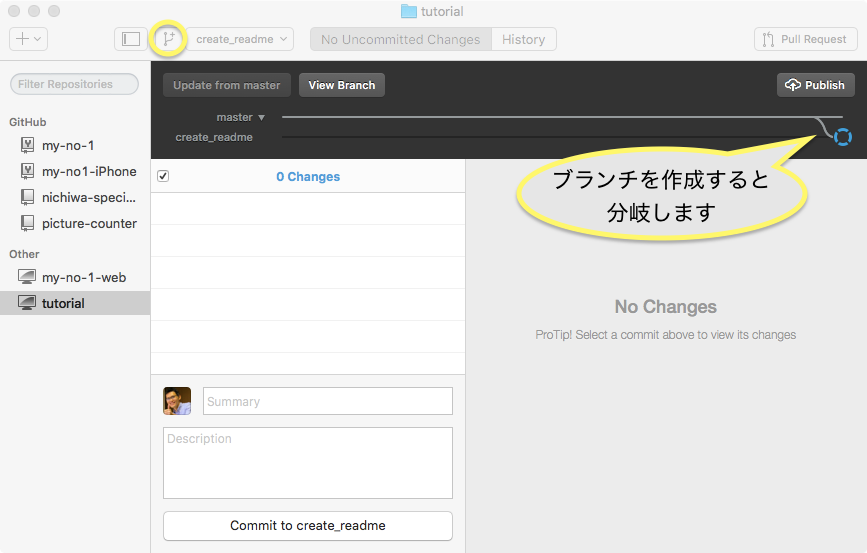 tutorial
create_readme
No Uncommitted Changes
History
Pull Request
Filter Repositories
GitHub
my-no-1
my-no1-iPhone
nichiwa-speci...
picture-counter
Other
my-no-1-web
tutorial
Update from master
View Branch
Publish
master
create_readme
ブランチを作成すると
分岐します
0 Changes
No Changes
ProTip! Select a commit above to view its changes
Summary
Description
Commit to create_readme